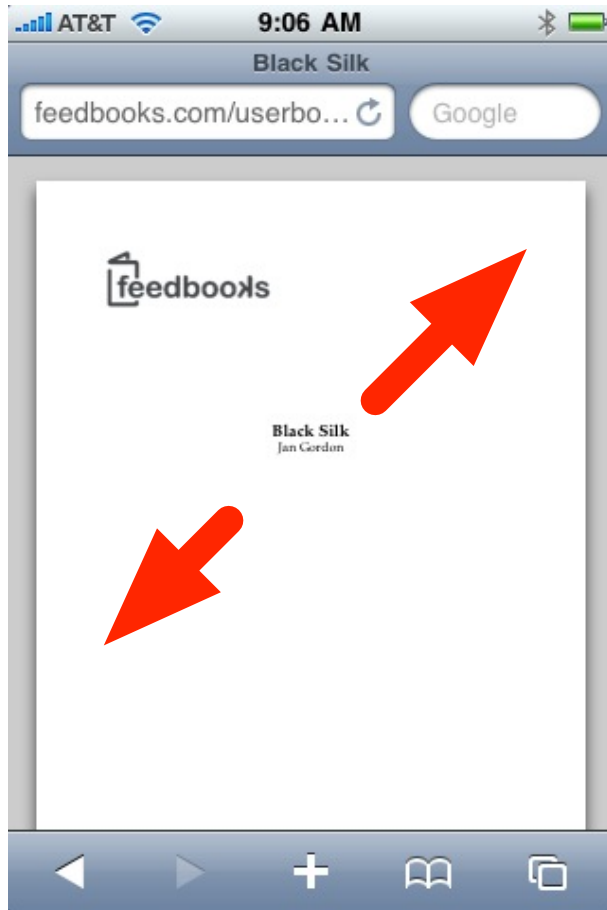 AT&T 9:06 AM
Black Silk
feedbooks.com/userbo... Google
feedbooks
Black Silk
Jan Gordon